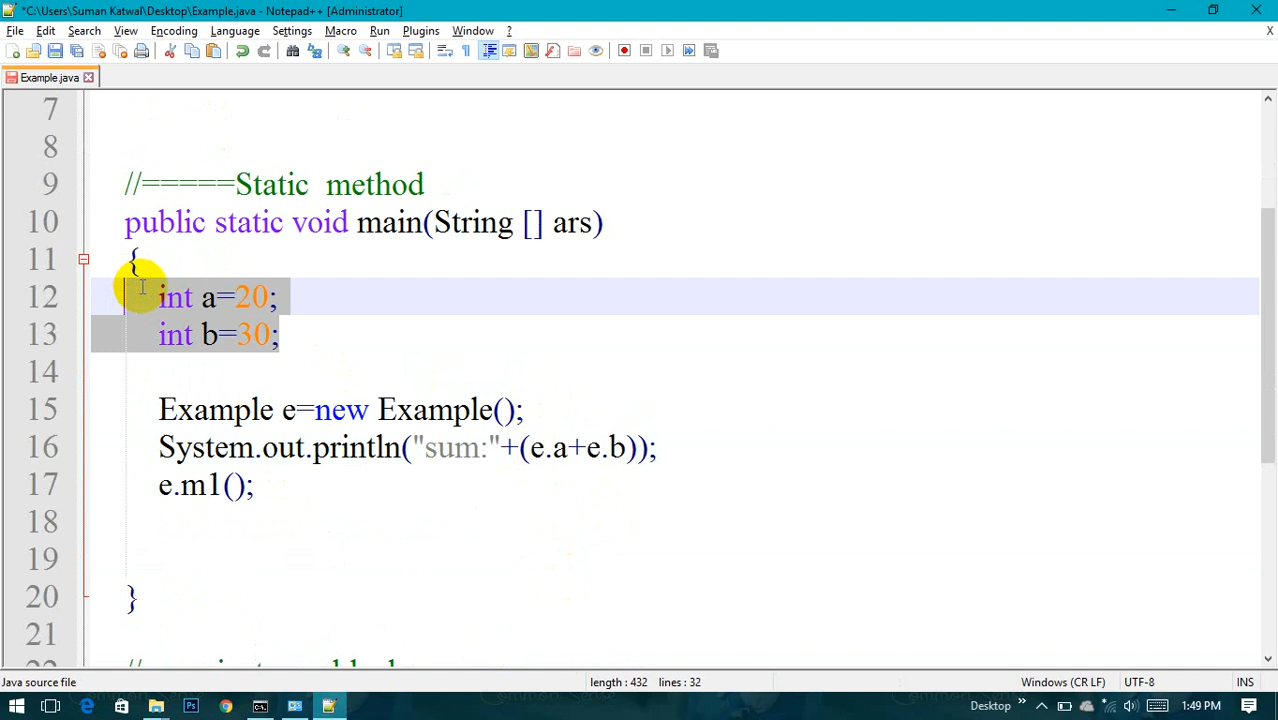 *C:\Users\Suman Katwal\Desktop\Example.java - Notepad++ [Administrator]
File Edit Search View Encoding Language Settings Macro Run Plugins Window ?
X
Example.java
7
8
9 //=====Static method
10 public static void main(String [] ars)
11 {
12 int a=20;
13 int b=30;
14
15 Example e=new Example();
16 System.out.println("sum:"+(e.a+e.b));
17 e.m1();
18
19
20 }
21
Java source file length : 432 lines : 32 Windows (CR LF) UTF-8 INS
Desktop 1:49 PM